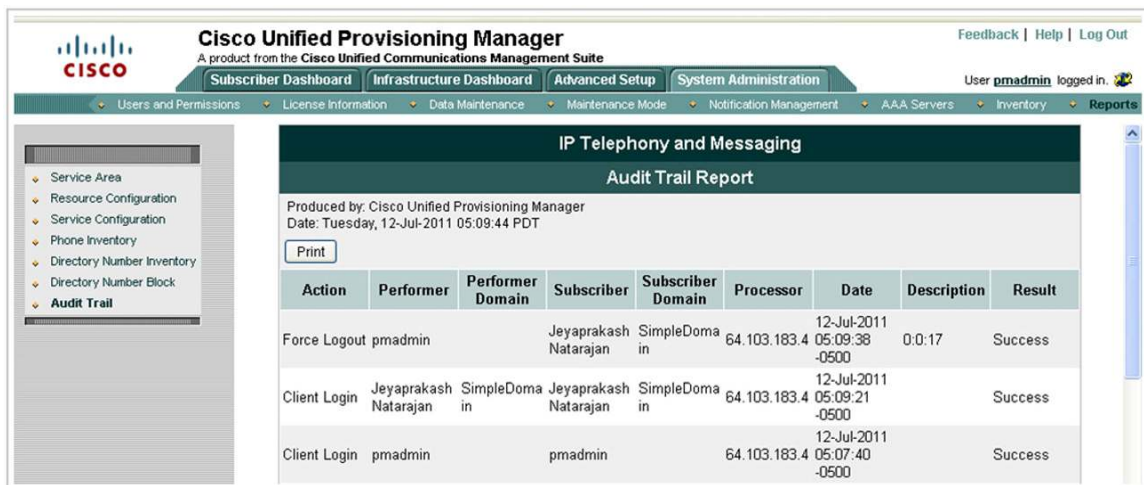 CISCO
Cisco Unified Provisioning Manager
A product from the Cisco Unified Communications Management Suite
Feedback | Help | Log Out
Subscriber Dashboard Infrastructure Dashboard Advanced Setup System Administration
User pmadmin logged in.
Users and Permissions License Information Data Maintenance Maintenance Mode Notification Management AAA Servers Inventory Reports
Service Area
Resource Configuration
Service Configuration
Phone Inventory
Directory Number Inventory
Directory Number Block
Audit Trail
IP Telephony and Messaging
Audit Trail Report
Produced by: Cisco Unified Provisioning Manager
Date: Tuesday, 12-Jul-2011 05:09:44 PDT
Print
Action Performer Performer Domain Subscriber Subscriber Domain Processor Date Description Result
Force Logout pmadmin Jeyaprakash Natarajan SimpleDoma in 64.103.183.4 12-Jul-2011 05:09:38 -0500 0:0:17 Success
Client Login Jeyaprakash Natarajan SimpleDoma in Jeyaprakash Natarajan SimpleDoma in 64.103.183.4 12-Jul-2011 05:09:21 -0500 Success
Client Login pmadmin pmadmin 64.103.183.4 12-Jul-2011 05:07:40 -0500 Success